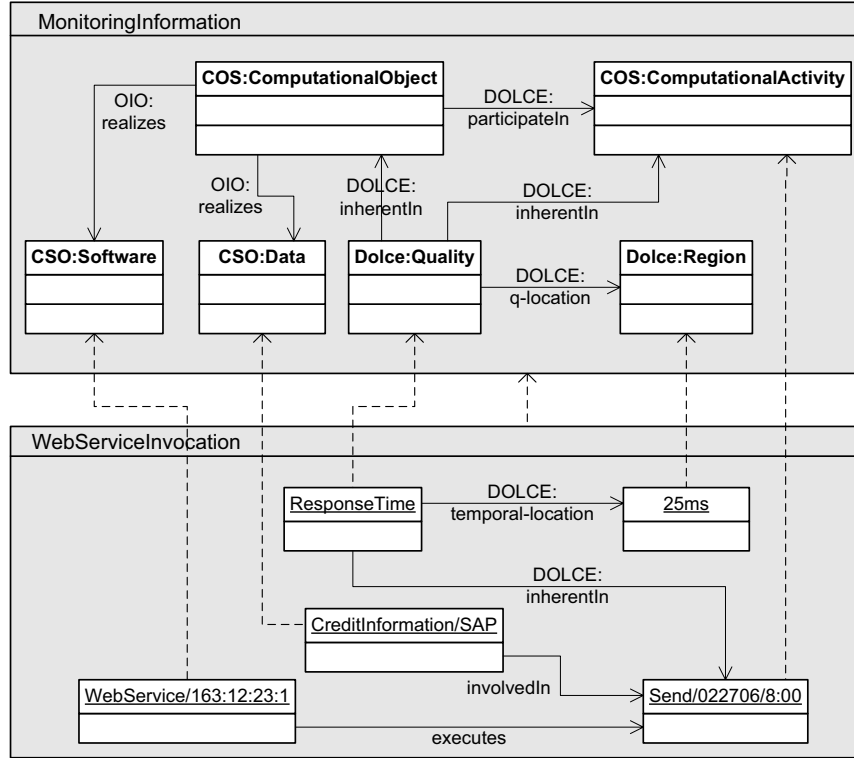 MonitoringInformation
COS:ComputationalObject
COS:ComputationalActivity
OIO:
realizes
DOLCE:
participateIn
OIO:
realizes
DOLCE:
inherentIn
DOLCE:
inherentIn
CSO:Software
CSO:Data
Dolce:Quality
Dolce:Region
DOLCE:
q-location
WebServiceInvocation
ResponseTime
DOLCE:
temporal-location
25ms
DOLCE:
inherentIn
CreditInformation/SAP
involvedIn
WebService/163:12:23:1
Send/022706/8:00
executes